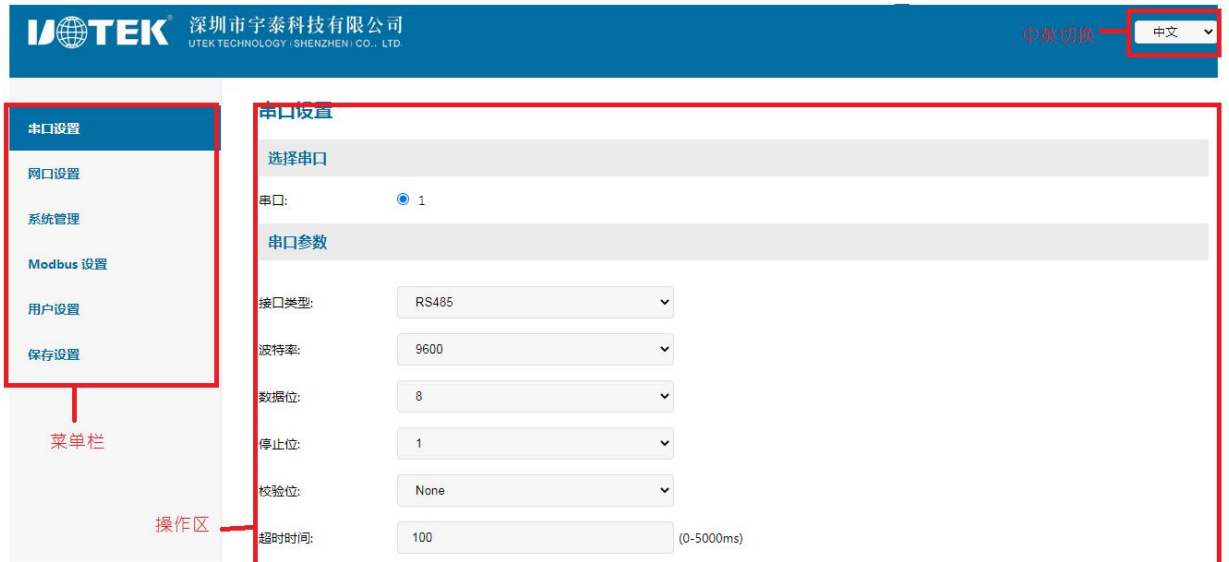 UTEK® 深圳市宇泰科技有限公司
UTEK TECHNOLOGY (SHENZHEN) CO., LTD.
中英切换
中文
串口设置
网口设置
系统管理
Modbus 设置
用户设置
保存设置
菜单栏
操作区
串口设置
选择串口
串口: 1
串口参数
接口类型: RS485
波特率: 9600
数据位: 8
停止位: 1
校验位: None
超时时间: 100 (0-5000ms)